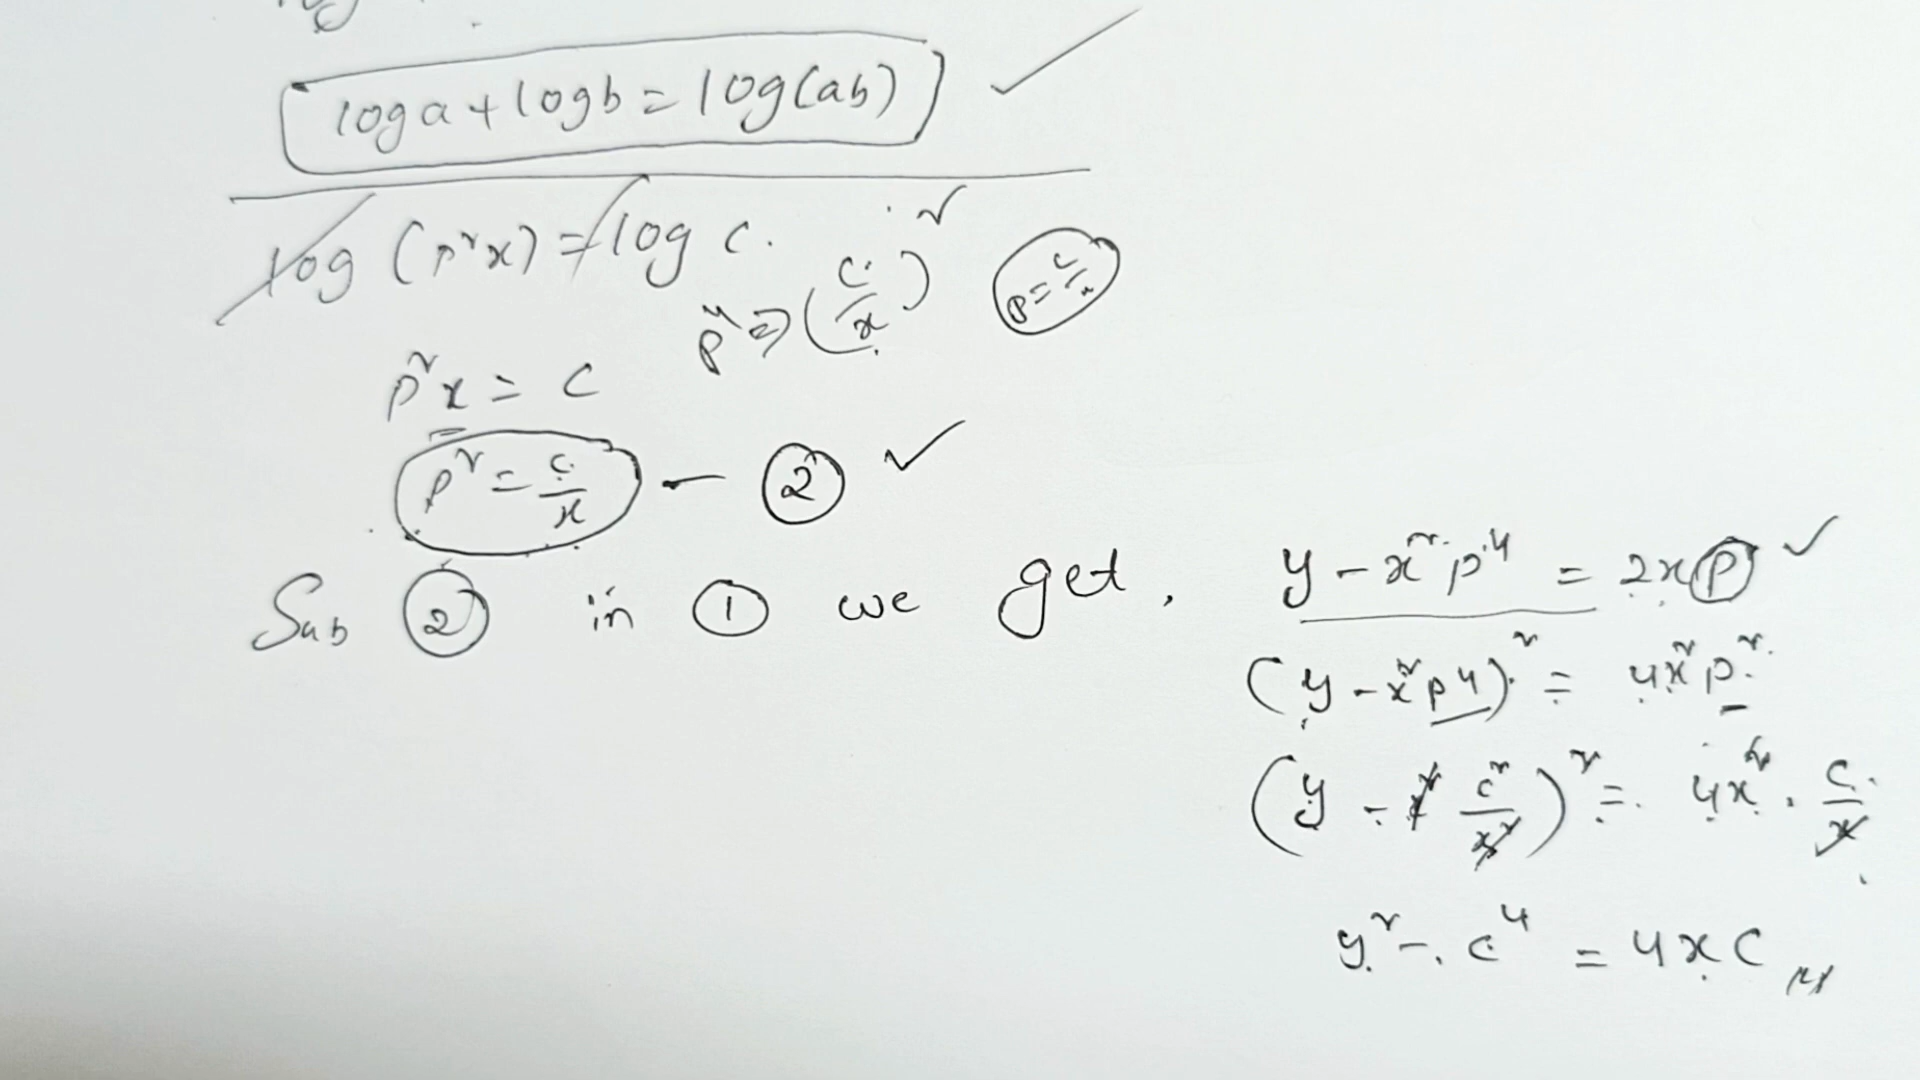 log a + log b = log(ab) ✓
log (p²x) = log c.
p⁴ ⇒ (c/x)² p = c/x
p²x = c
p² = c/x — ② ✓
Sub ② in ① we get, y - x²p⁴ = 2xp ✓
(y - x²p⁴)² = 4x²p²
(y - x² c²/x²)² = 4x² . c/x
y² - c⁴ = 4xc